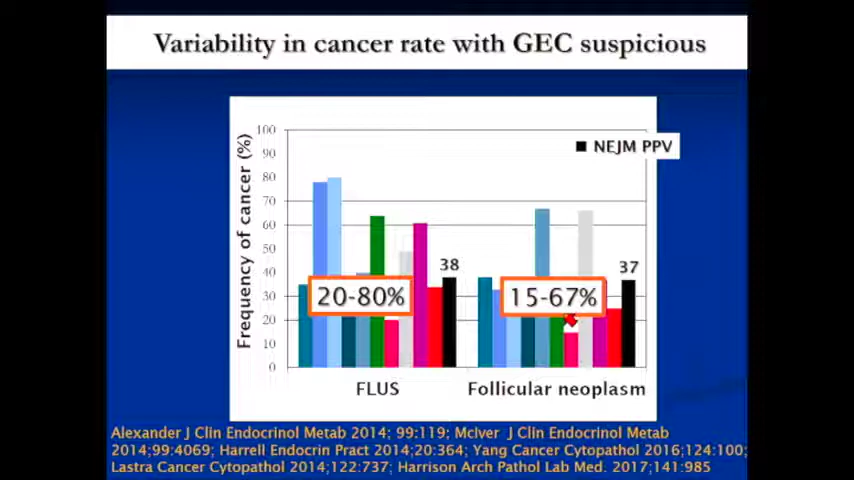 Variability in cancer rate with GEC suspicious
Frequency of cancer (%)
100
90
80
70
60
50
40
30
20
10
0
NEJM PPV
38
37
20-80%
15-67%
FLUS
Follicular neoplasm
Alexander J Clin Endocrinol Metab 2014; 99:119; McIver J Clin Endocrinol Metab
2014;99:4069; Harrell Endocrin Pract 2014;20:364; Yang Cancer Cytopathol 2016;124:100;
Lastra Cancer Cytopathol 2014;122:737; Harrison Arch Pathol Lab Med. 2017;141:985